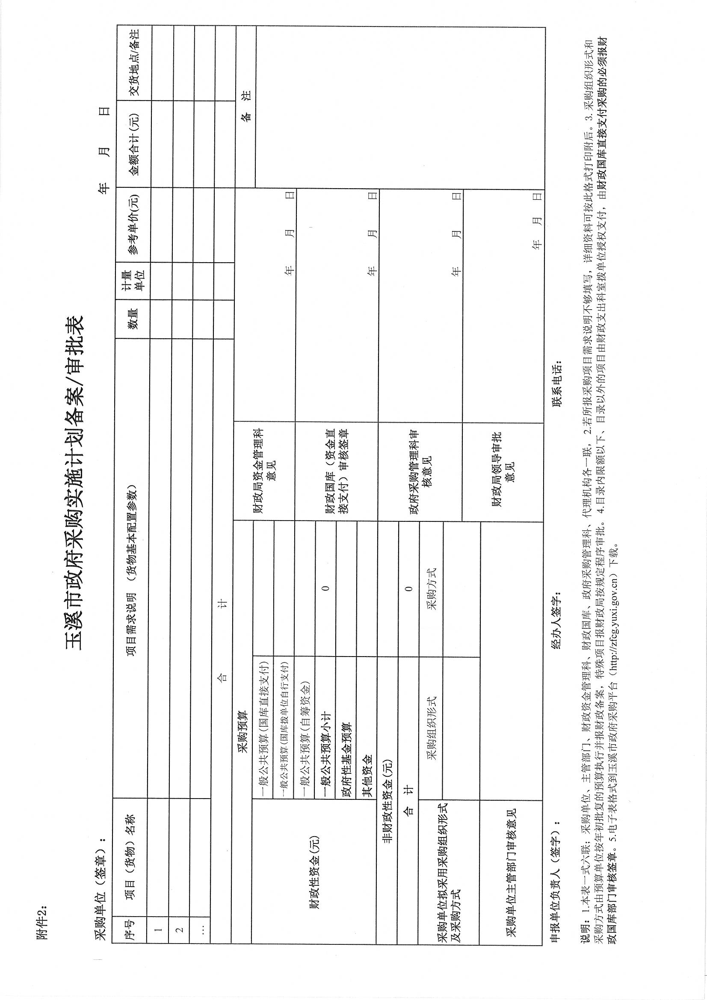 附件2:
玉溪市政府采购实施计划备案/审批表
采购单位（签章）: 年 月 日
序号 项目（货物）名称 项目需求说明 （货物基本配置参数） 数量 计量 参考单价(元) 金额合计(元) 交货地点/备注
单位
1
2
…
合 计
采购预算 财政局资金管理科 备 注
意见
一般公共预算(国库直接支付)
一般公共预算(国库拨单位自行支付) 年 月 日
财政性资金(元) 一般公共预算(自筹资金)
一般公共预算小计 0 财政国库（资金直
接支付）审核签章
政府性基金预算
其他资金 年 月 日
非财政性资金(元)
合 计 0 政府采购管理科审
核意见
采购单位拟采用采购组织形式 采购组织形式 采购方式
及采购方式 年 月 日
采购单位主管部门审核意见 财政局领导审批
意见
年 月 日
申报单位负责人（签字）: 经办人签字: 联系电话:
说明: 1.本表一式六联; 采购单位、主管部门、财政资金管理科、财政国库、政府采购管理科、代理机构各一联, 2.若所报采购项目需求说明不够填写, 详细资料可按此格式打印附后。3.采购组织形式和
采购方式由预算单位按年初批复的预算执行并报财政备案, 特殊项目报财政局按规定程序审批。4.目录内限额以下、目录以外的项目由财政支出科室拨单位授权支付, 由财政国库直接支付采购的必须报财
政国库部门审核签章。5.电子表格式到玉溪市政府采购平台（http://zfcg.yuxi.gov.cn）下载。